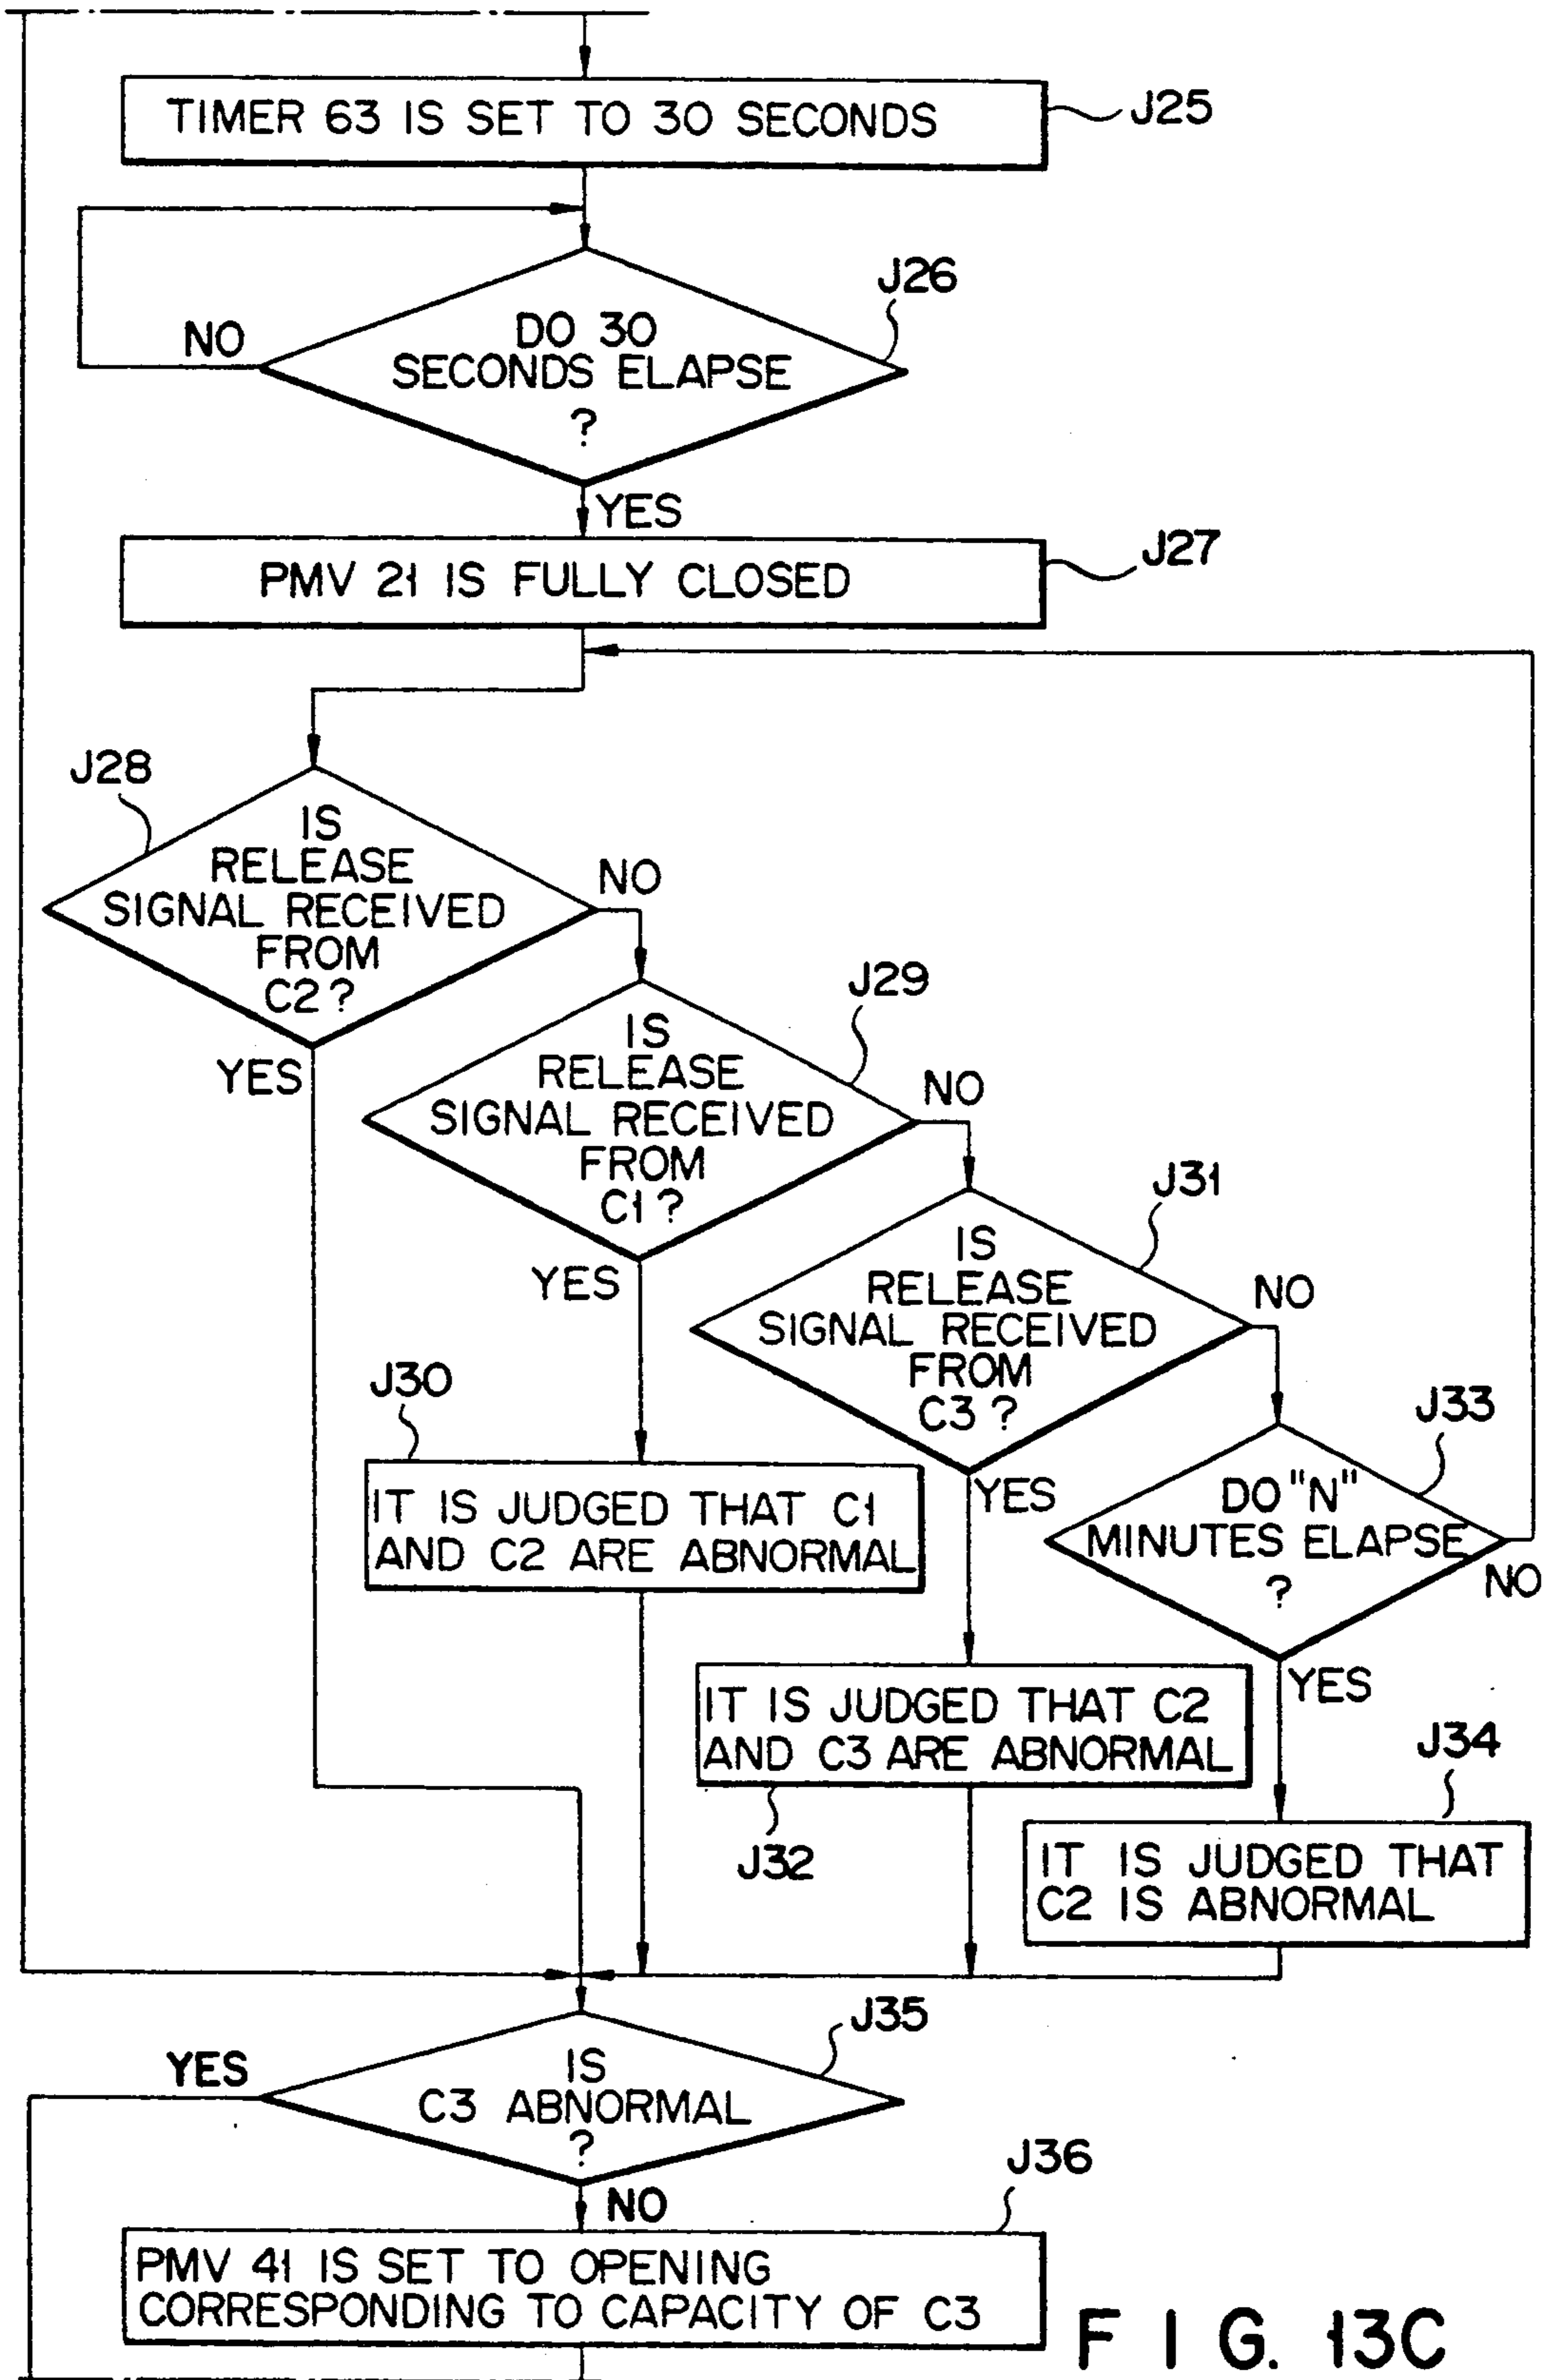 TIMER 63 IS SET TO 30 SECONDS
J25
J26
NO
DO 30
SECONDS ELAPSE
?
YES
J27
PMV 21 IS FULLY CLOSED
J28
IS
RELEASE
SIGNAL RECEIVED
FROM
C2?
NO
YES
J29
IS
RELEASE
SIGNAL RECEIVED
FROM
C1?
NO
YES
J31
IS
RELEASE
SIGNAL RECEIVED
FROM
C3?
NO
YES
J30
IT IS JUDGED THAT C1
AND C2 ARE ABNORMAL
J33
DO "N"
MINUTES ELAPSE
?
NO
YES
IT IS JUDGED THAT C2
AND C3 ARE ABNORMAL
J32
J34
IT IS JUDGED THAT
C2 IS ABNORMAL
J35
YES
IS
C3 ABNORMAL
?
NO
J36
PMV 41 IS SET TO OPENING
CORRESPONDING TO CAPACITY OF C3
FIG. 13C